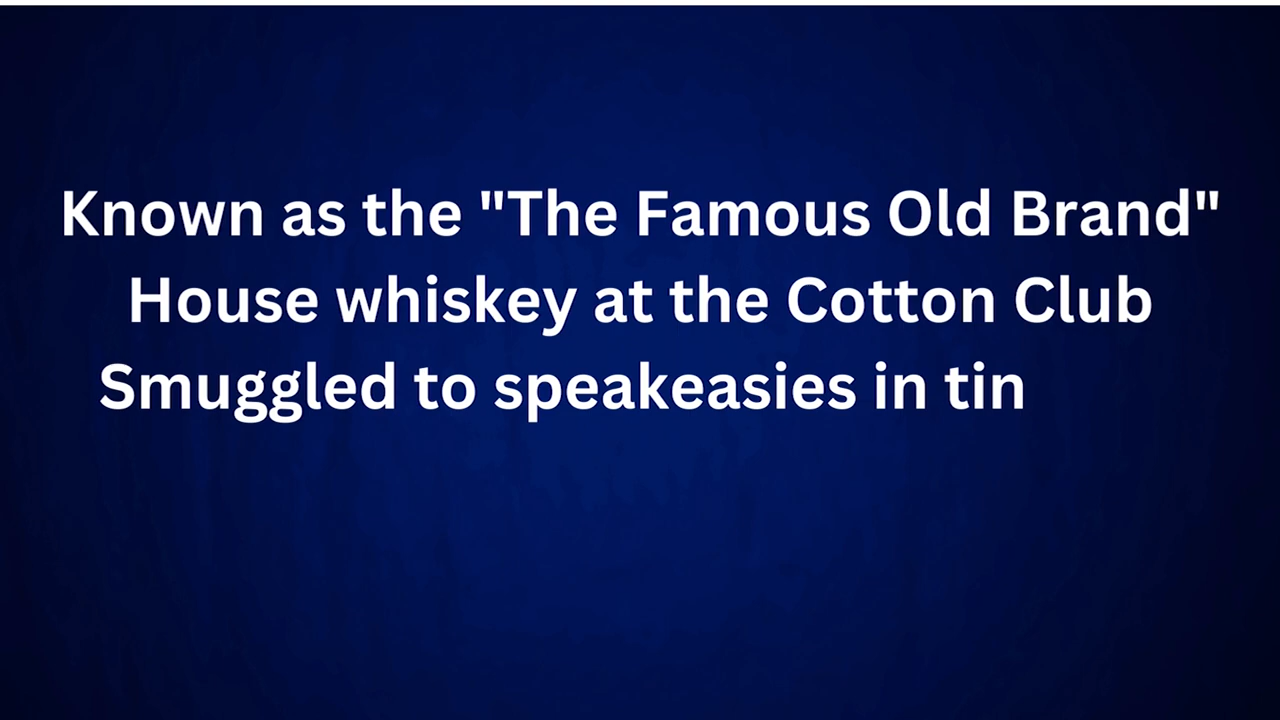 Known as the "The Famous Old Brand"
House whiskey at the Cotton Club
Smuggled to speakeasies in tin